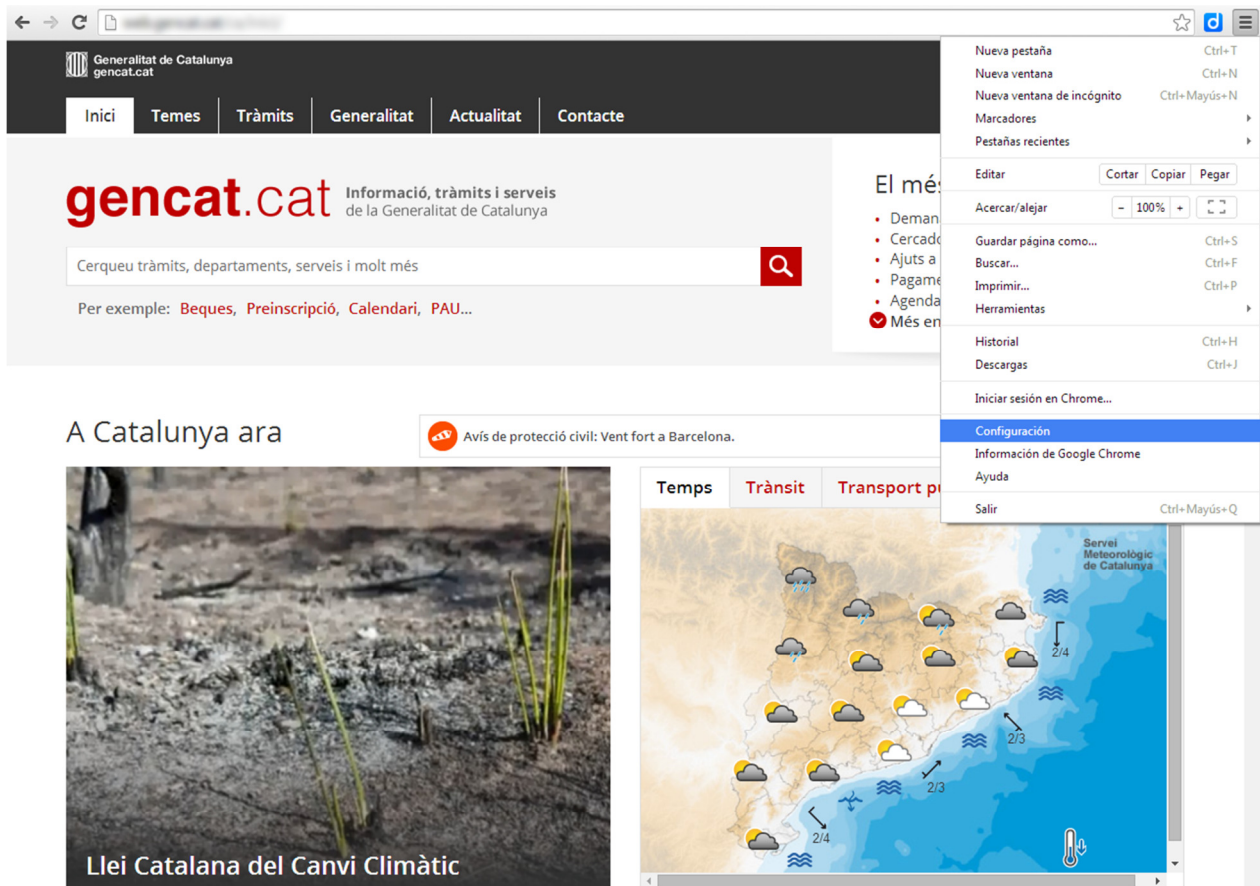 Generalitat de Catalunya
gencat.cat
Inici Temes Tràmits Generalitat Actualitat Contacte
gencat.cat
Informació, tràmits i serveis
de la Generalitat de Catalunya
Cerqueu tràmits, departaments, serveis i molt més
Per exemple: Beques, Preinscripció, Calendari, PAU...
El més
Deman
Cercado
Ajuts a
Pagame
Agenda
Més en
Nueva pestaña Ctrl+T
Nueva ventana Ctrl+N
Nueva ventana de incógnito Ctrl+Mayús+N
Marcadores
Pestañas recientes
Editar Cortar Copiar Pegar
Acercar/alejar - 100% +
Guardar página como... Ctrl+S
Buscar... Ctrl+F
Imprimir... Ctrl+P
Herramientas
Historial Ctrl+H
Descargas Ctrl+J
Iniciar sesión en Chrome...
Configuración
Información de Google Chrome
Ayuda
Salir Ctrl+Mayús+Q
A Catalunya ara
Avís de protecció civil: Vent fort a Barcelona.
Llei Catalana del Canvi Climàtic
Temps Trànsit Transport pú
Servei
Meteorològic
de Catalunya
2/4
2/3
2/3
2/4